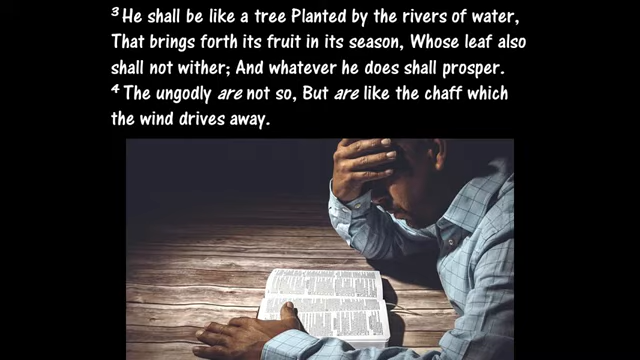 3 He shall be like a tree Planted by the rivers of water,
That brings forth its fruit in its season, Whose leaf also
shall not wither; And whatever he does shall prosper.
4 The ungodly are not so, But are like the chaff which
the wind drives away.